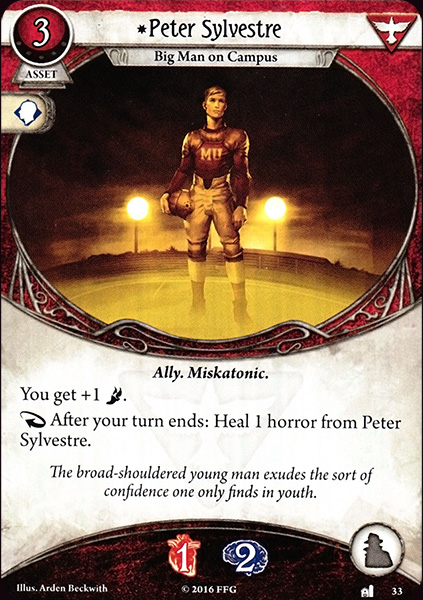 3
*Peter Sylvestre
ASSET
Big Man on Campus
MU
Ally. Miskatonic.
You get +1 .
After your turn ends: Heal 1 horror from Peter
Sylvestre.
The broad-shouldered young man exudes the sort of
confidence one only finds in youth.
1 2
Illus. Arden Beckwith © 2016 FFG 33